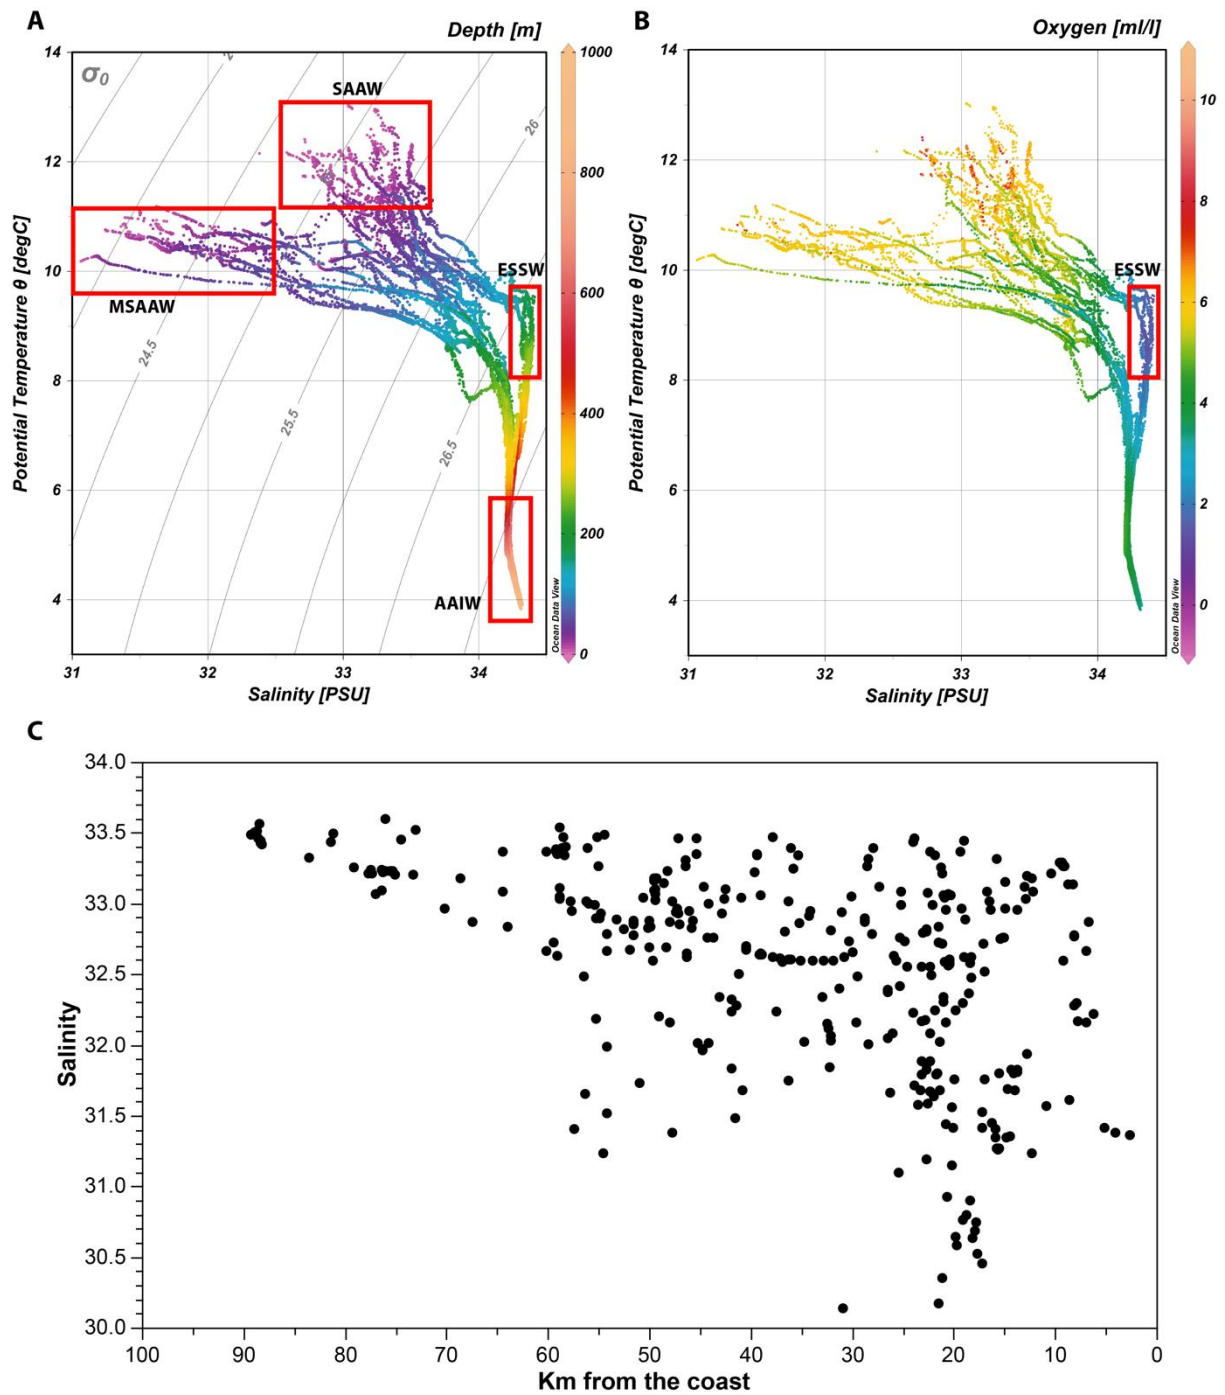 A
Depth [m]
σ0
SAAW
MSAAW
ESSW
AAIW
24.5
25.5
26.5
26
14
12
10
8
6
4
31
32
33
34
Potential Temperature θ [degC]
Salinity [PSU]
Ocean Data View
1000
800
600
400
200
0
B
Oxygen [ml/l]
ESSW
14
12
10
8
6
4
31
32
33
34
Potential Temperature θ [degC]
Salinity [PSU]
Ocean Data View
10
8
6
4
2
0
C
34.0
33.5
33.0
32.5
32.0
31.5
31.0
30.5
30.0
Salinity
100 90 80 70 60 50 40 30 20 10 0
Km from the coast